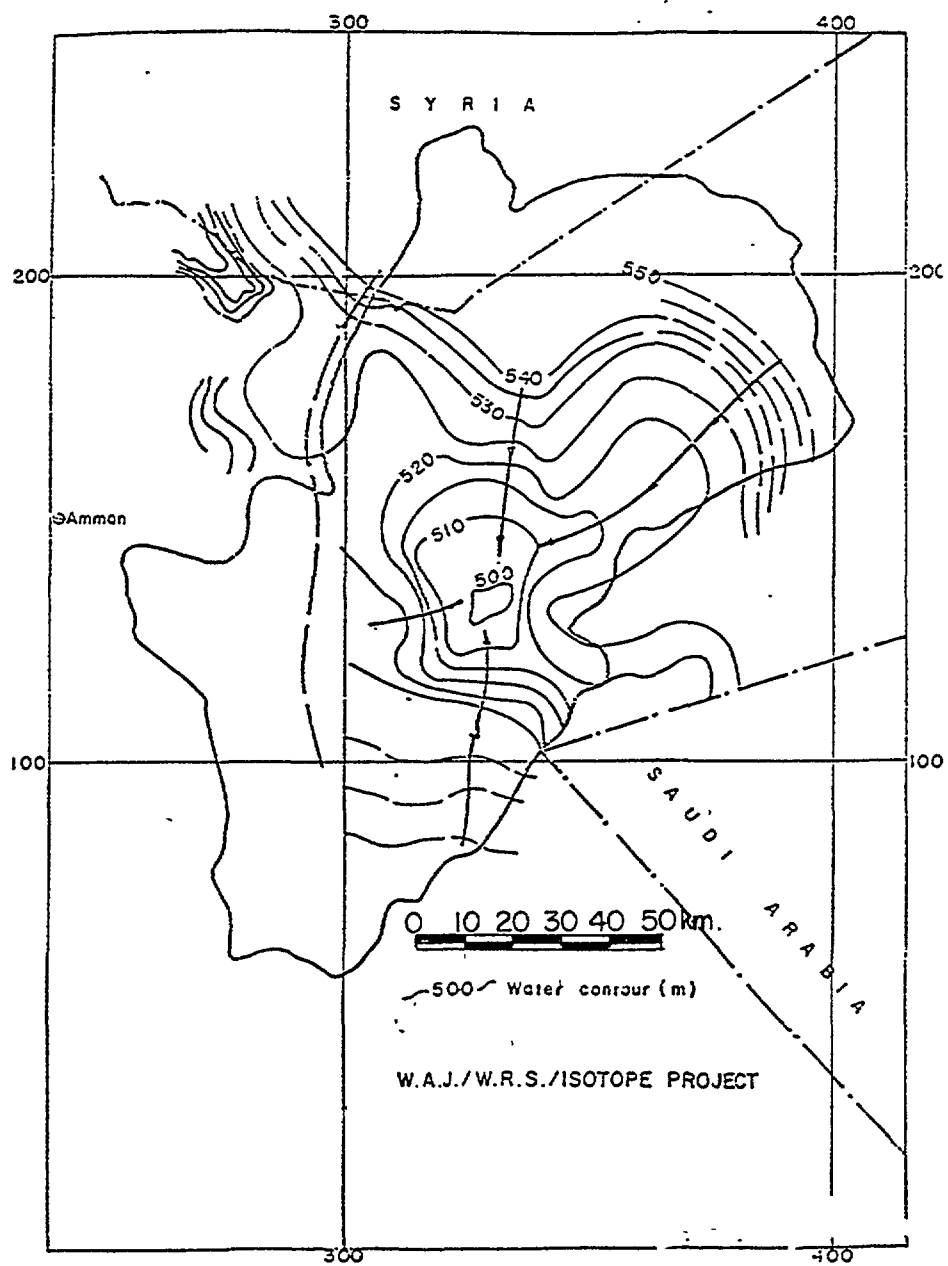 300 400
S Y R I A
200 200
550
540
530
520
Amman
510
500
100 100
SAUDI ARABIA
0 10 20 30 40 50 km.
500 Water contour (m)
W.A.J./W.R.S./ISOTOPE PROJECT
300 400